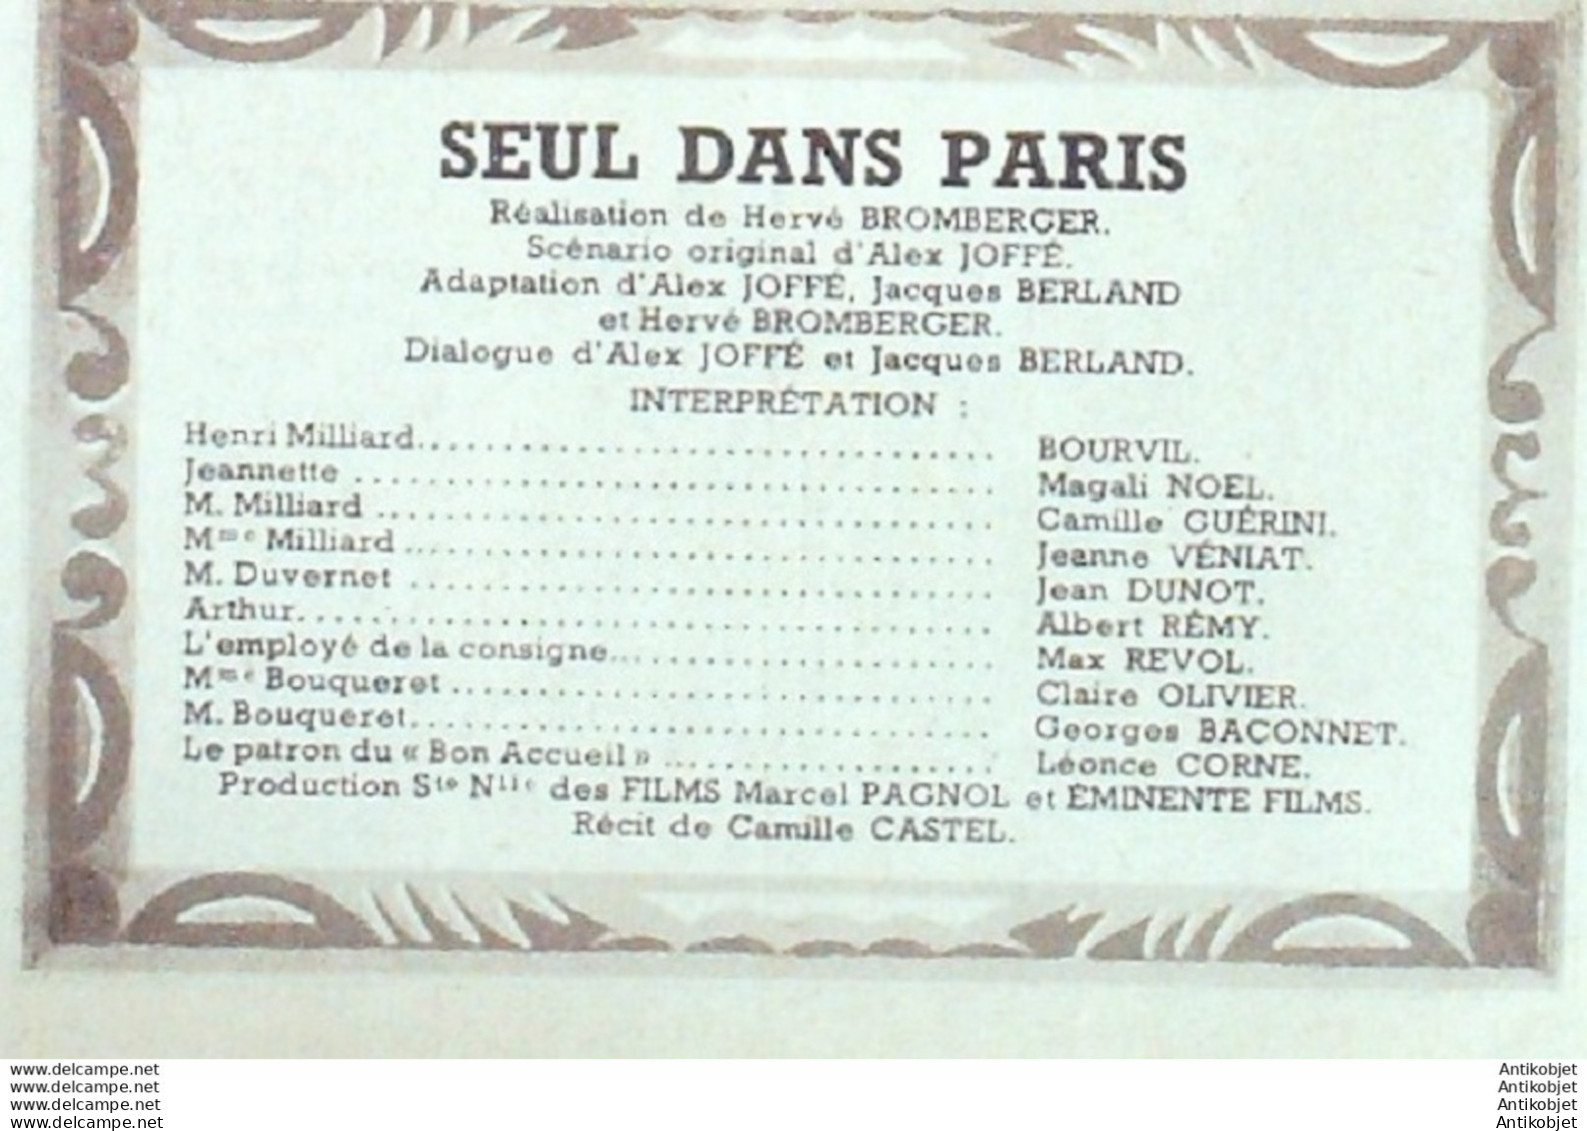 SEUL DANS PARIS
Réalisation de Hervé BROMBERGER.
Scénario original d'Alex JOFFÉ.
Adaptation d'Alex JOFFÉ, Jacques BERLAND
et Hervé BROMBERGER.
Dialogue d'Alex JOFFÉ et Jacques BERLAND.
INTERPRÉTATION :
Henri Milliard.................................. BOURVIL.
Jeannette .................................. Magali NOEL.
M. Milliard .................................. Camille GUÉRINI.
Mme Milliard .................................. Jeanne VÉNIAT.
M. Duvernet .................................. Jean DUNOT.
Arthur.................................. Albert RÉMY.
L'employé de la consigne....................... Max REVOL.
Mme Bouqueret .............................. Claire OLIVIER.
M. Bouqueret................................ Georges BAÇONNET.
Le patron du « Bon Accueil » .................... Léonce CORNE.
Production Sté Nlle des FILMS Marcel PAGNOL et ÉMINENTE FILMS.
Récit de Camille CASTEL.
www.delcampe.net Antikobjet
www.delcampe.net Antikobjet
www.delcampe.net Antikobjet
www.delcampe.net Antikobjet